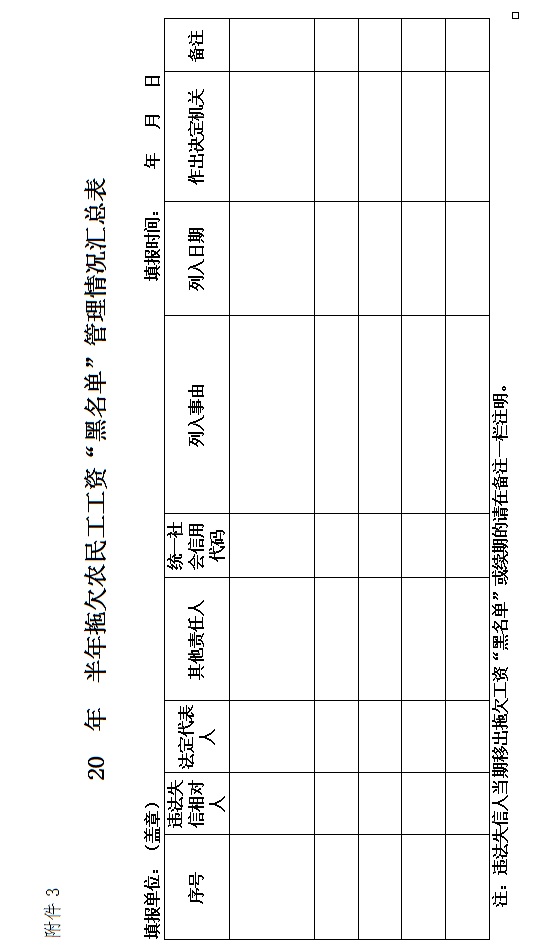 附件 3
20 年 半年拖欠农民工工资“黑名单”管理情况汇总表
填报单位：（盖章） 填报时间： 年 月 日
序号
违法失
信相对
人
法定代表
人
其他责任人
统一社
会信用
代码
列入事由
列入日期
作出决定机关
备注
注：违法失信人当期移出拖欠工资“黑名单”或续期的请在备注一栏注明。